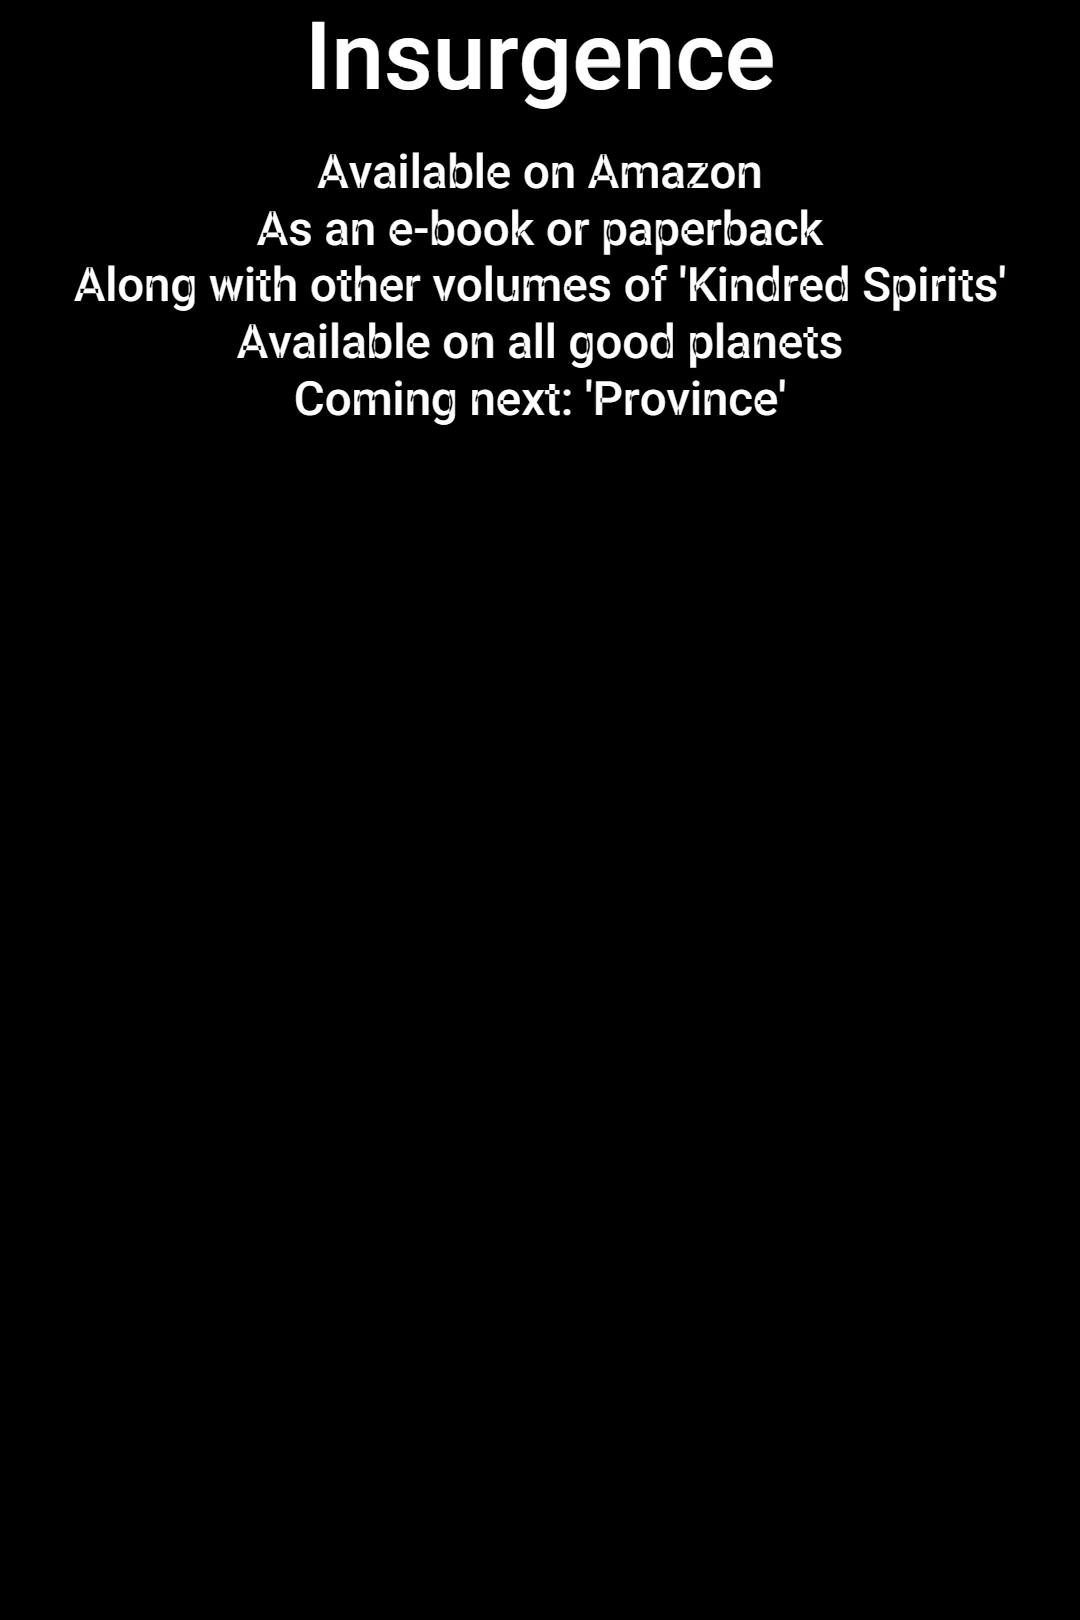 Insurgence
Available on Amazon
As an e-book or paperback
Along with other volumes of 'Kindred Spirits'
Available on all good planets
Coming next: 'Province'